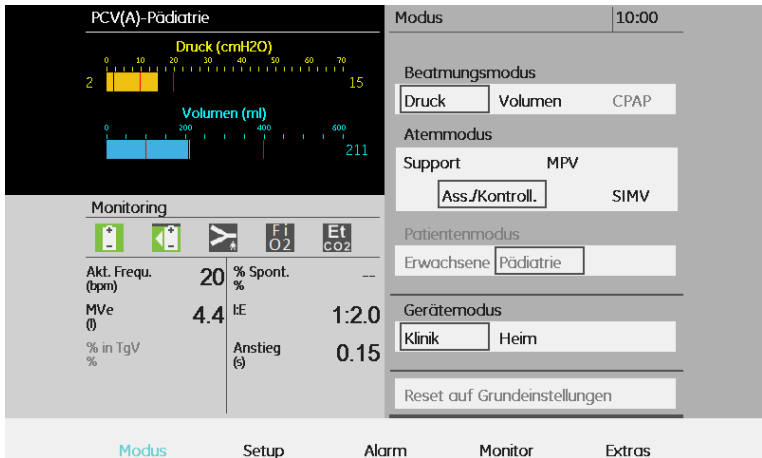 PCV(A)-Pädiatrie
Druck (cmH2O)
0 10 20 30 40 50 60 70
2 15
Volumen (ml)
0 200 400 600
211
Monitoring
Fi O2
Et CO2
Akt. Frequ. (bpm) 20
% Spont. % --
MVe (l) 4.4
I:E 1:2.0
% in TgV %
Anstieg (s) 0.15
Modus 10:00
Beatmungsmodus
Druck Volumen CPAP
Atemmodus
Support MPV
Ass./Kontroll. SIMV
Patientenmodus
Erwachsene Pädiatrie
Gerätemodus
Klinik Heim
Reset auf Grundeinstellungen
Modus Setup Alarm Monitor Extras